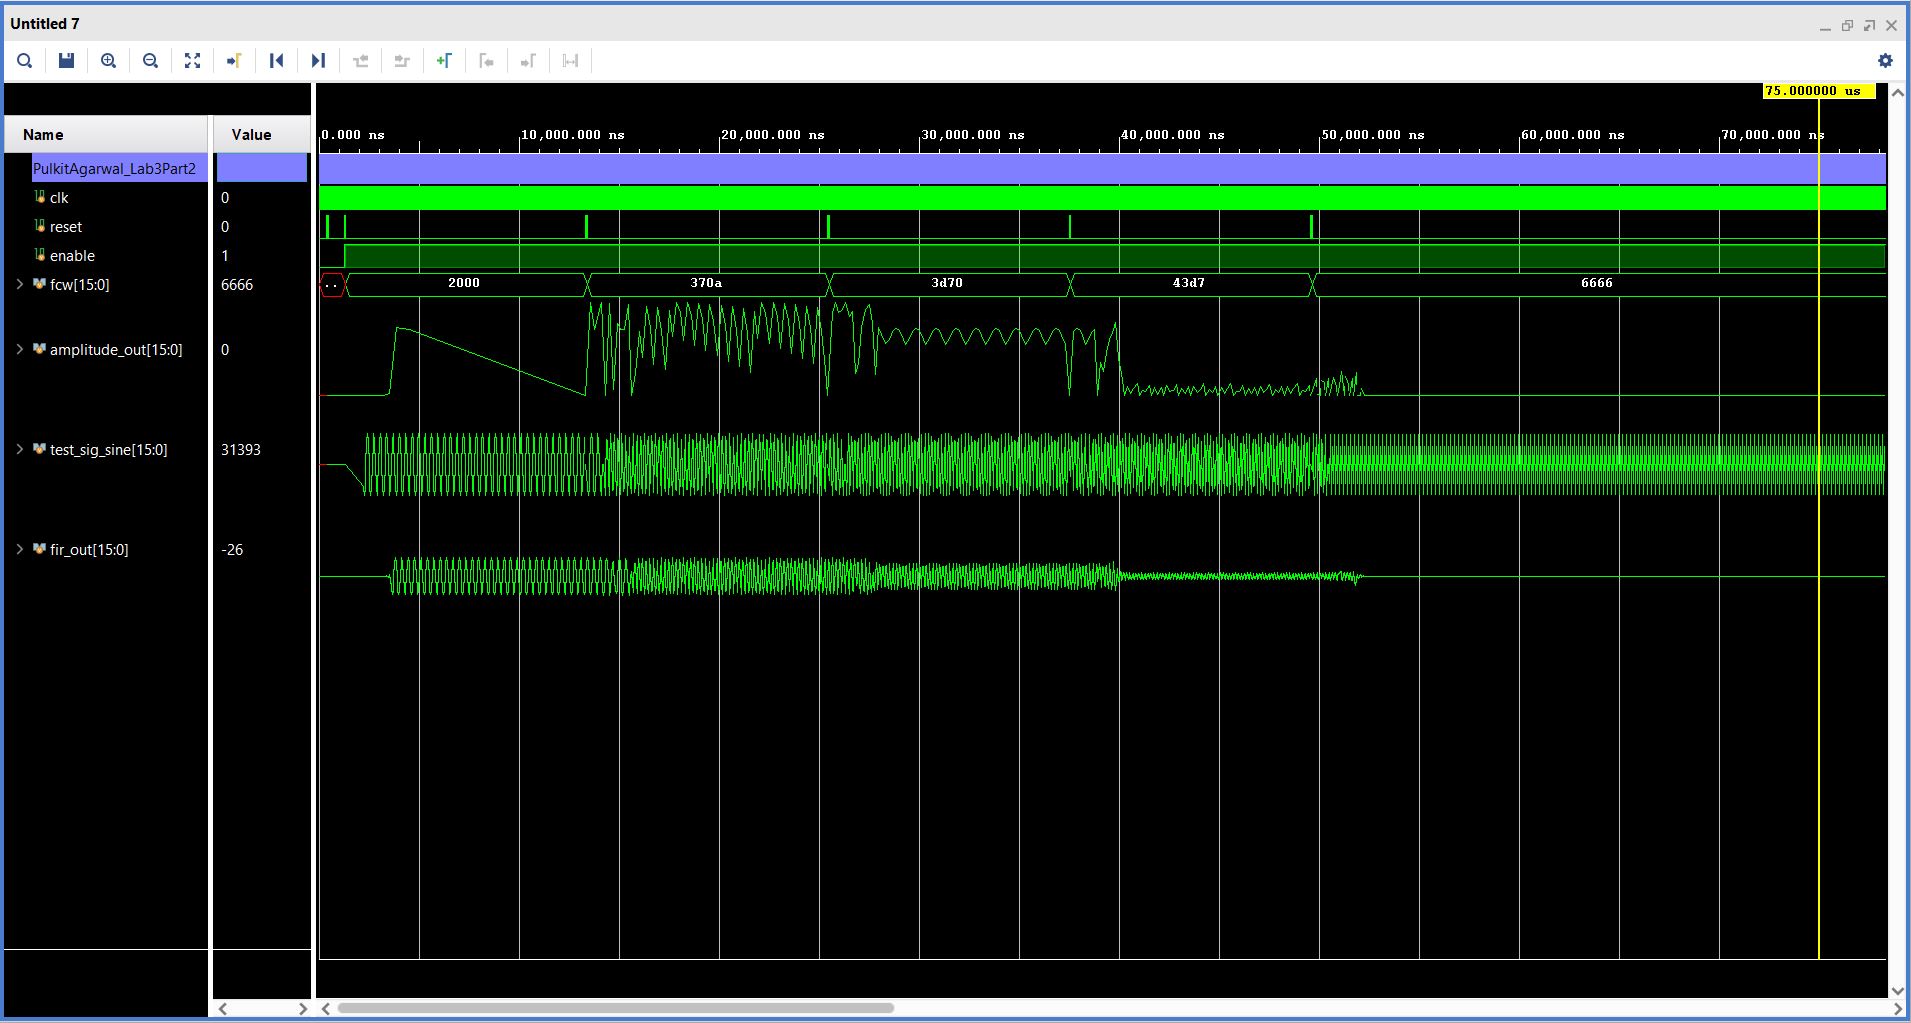 Untitled 7
75.000000 us
Name Value
0.000 ns 10,000.000 ns 20,000.000 ns 30,000.000 ns 40,000.000 ns 50,000.000 ns 60,000.000 ns 70,000.000 ns
PulkitAgarwal_Lab3Part2
clk 0
reset 0
enable 1
fcw[15:0] 6666 .. 2000 370a 3d70 43d7 6666
amplitude_out[15:0] 0
test_sig_sine[15:0] 31393
fir_out[15:0] -26